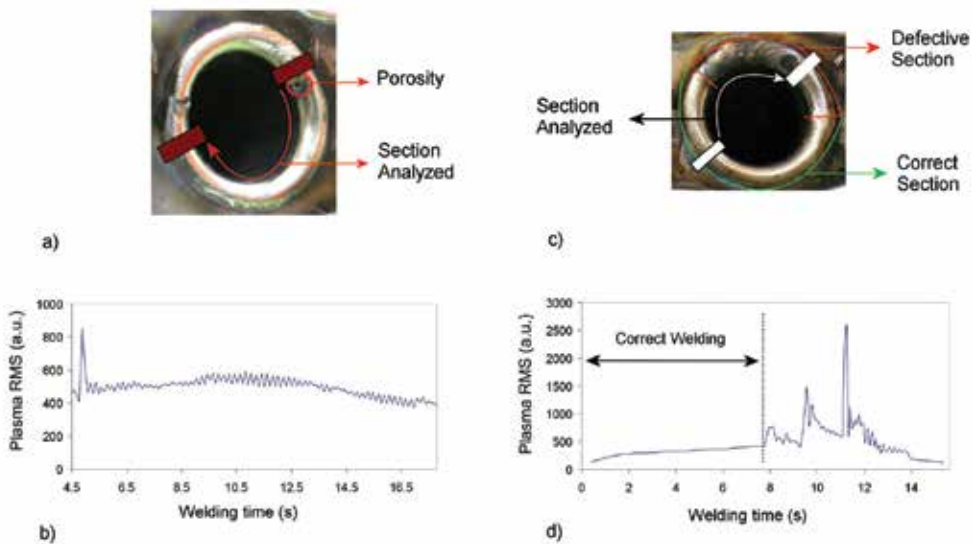 Porosity
Section
Analyzed
a)
Defective
Section
Section
Analyzed
Correct
Section
c)
Plasma RMS (a.u.)
1000
800
600
400
200
0
4.5 6.5 8.5 10.5 12.5 14.5 16.5
Welding time (s)
b)
Plasma RMS (a.u.)
3000
2500
2000
1500
1000
500
0
Correct Welding
0 2 4 6 8 10 12 14
Welding time (s)
d)